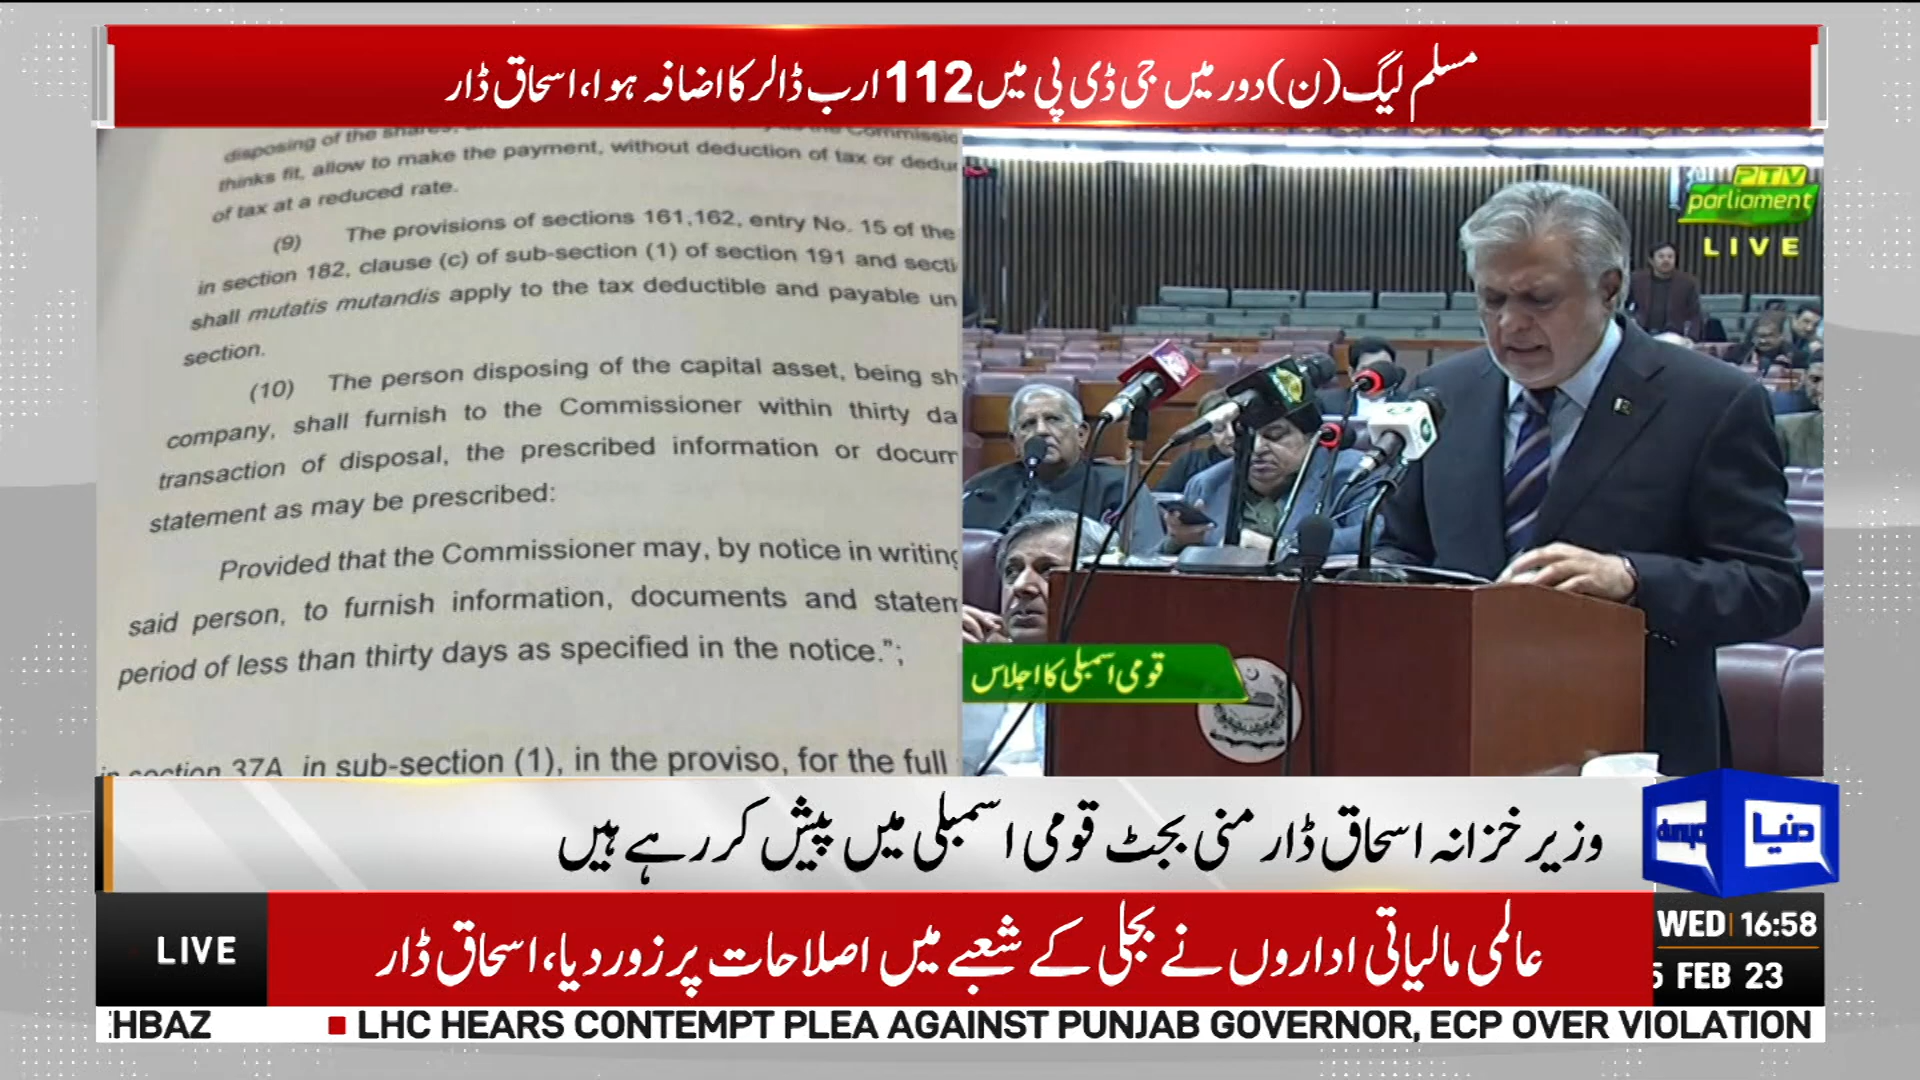 مسلم لیگ (ن) دور میں جی ڈی پی میں 112 ارب ڈالر کا اضافہ ہوا، اسحاق ڈار
disposing of the shares,
thinks fit, allow to make the payment, without deduction of tax or
of tax at a reduced rate.
(9) The provisions of sections 161,162, entry No. 15 of the
in section 182, clause (c) of sub-section (1) of section 191 and
shall mutatis mutandis apply to the tax deductible and payable
section.
(10) The person disposing of the capital asset, being
company, shall furnish to the Commissioner within thirty
transaction of disposal, the prescribed information or
statement as may be prescribed:
Provided that the Commissioner may, by notice in writing
said person, to furnish information, documents and
period of less than thirty days as specified in the notice.”;
in section 37A, in sub-section (1), in the proviso, for the full
PTV
parliament
LIVE
قومی اسمبلی کا اجلاس
وزیر خزانہ اسحاق ڈار منی بجٹ قومی اسمبلی میں پیش کر رہے ہیں
dunya
دنیا
LIVE
عالمی مالیاتی اداروں نے بجلی کے شعبے میں اصلاحات پر زور دیا، اسحاق ڈار
WED 16:58
5 FEB 23
HBAZ ■ LHC HEARS CONTEMPT PLEA AGAINST PUNJAB GOVERNOR, ECP OVER VIOLATION